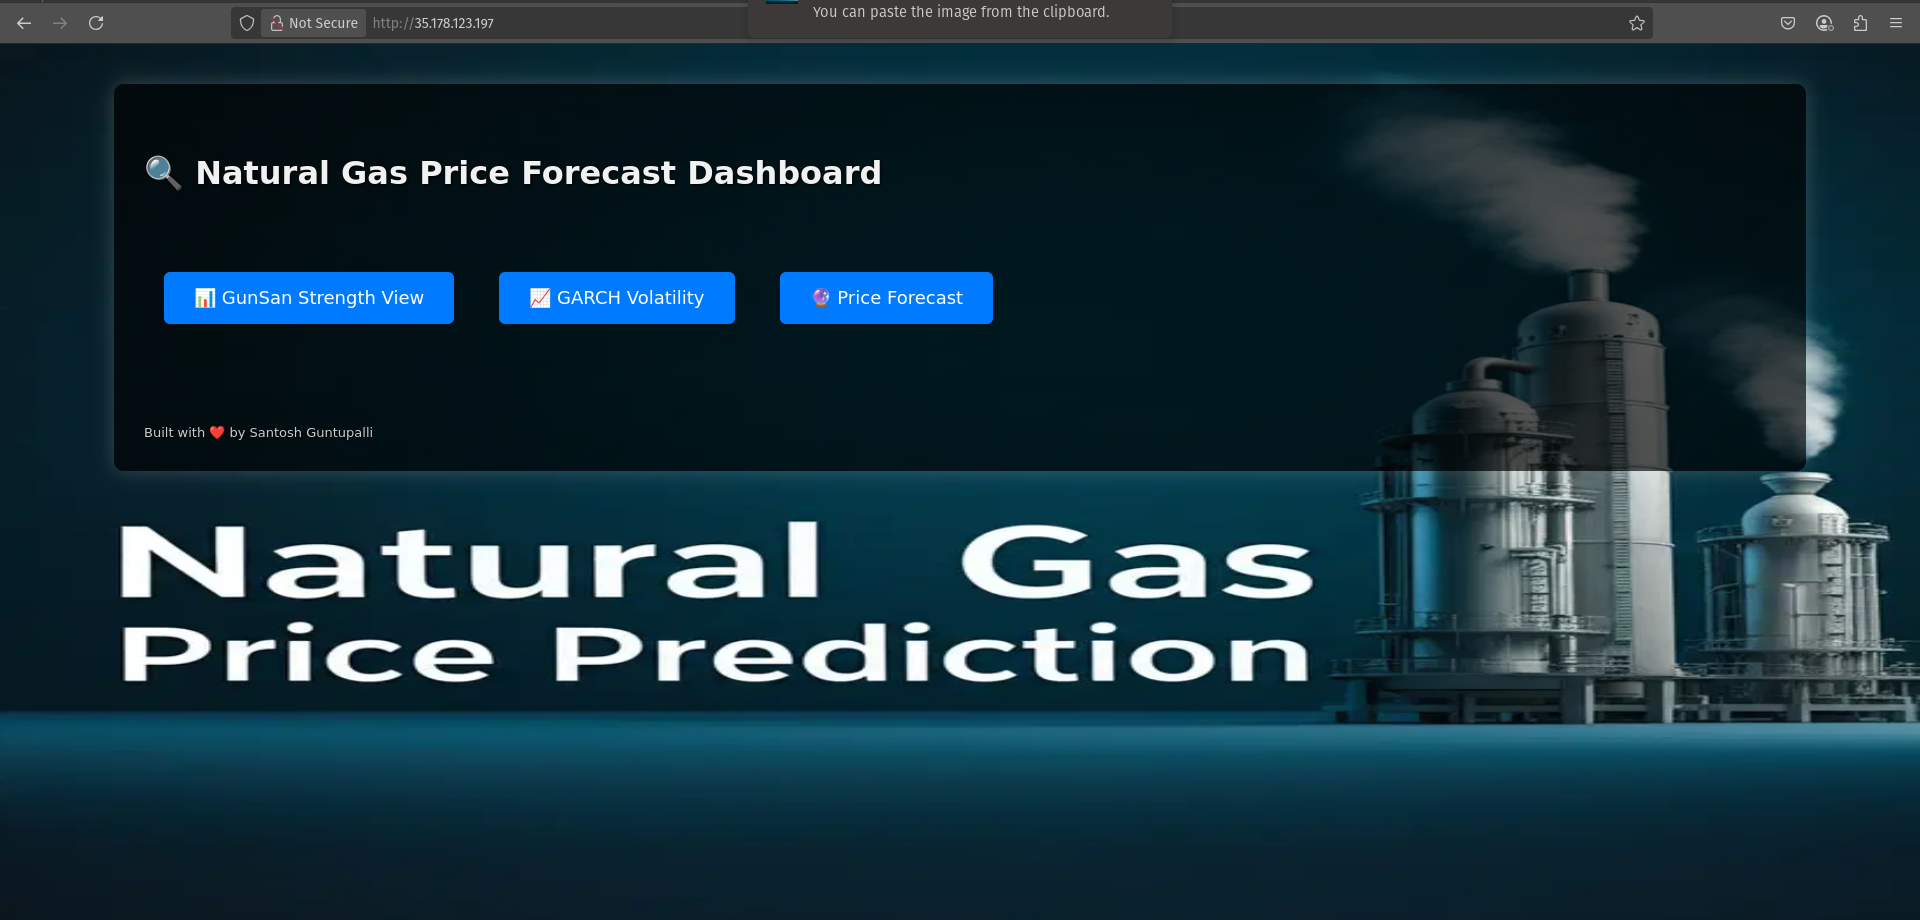 You can paste the image from the clipboard.
Not Secure http://35.178.123.197
🔍 Natural Gas Price Forecast Dashboard
📊 GunSan Strength View
📈 GARCH Volatility
🔮 Price Forecast
Built with ❤️ by Santosh Guntupalli
Natural Gas
Price Prediction